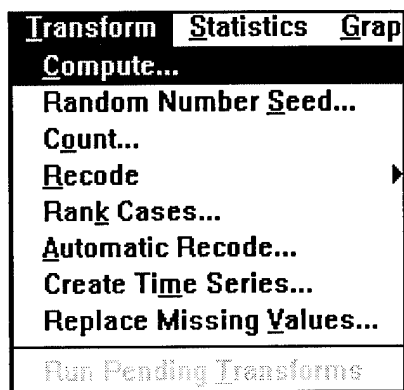 Transform Statistics Grap
Compute...
Random Number Seed...
Count...
Recode
Rank Cases...
Automatic Recode...
Create Time Series...
Replace Missing Values...
Run Pending Transforms